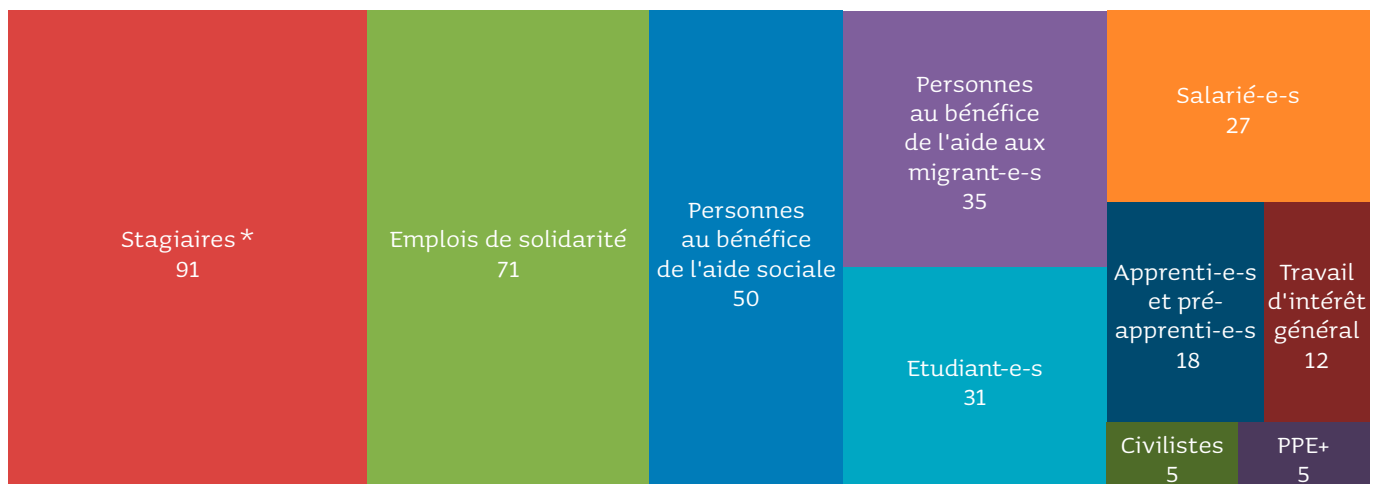 Stagiaires *
91
Emplois de solidarité
71
Personnes
au bénéfice
de l'aide sociale
50
Personnes
au bénéfice
de l'aide aux
migrant-e-s
35
Etudiant-e-s
31
Salarié-e-s
27
Apprenti-e-s
et pré-
apprenti-e-s
18
Travail
d'intérêt
général
12
Civilistes
5
PPE+
5